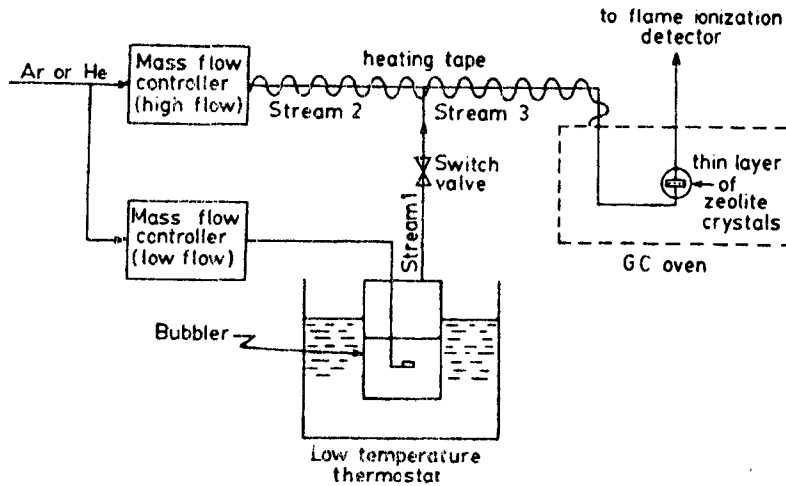 to flame ionization
detector
Ar or He
Mass flow
controller
(high flow)
heating tape
Stream 2
Stream 3
Switch
valve
thin layer
of
zeolite
crystals
Mass flow
controller
(low flow)
Stream 1
GC oven
Bubbler
Low temperature
thermostat